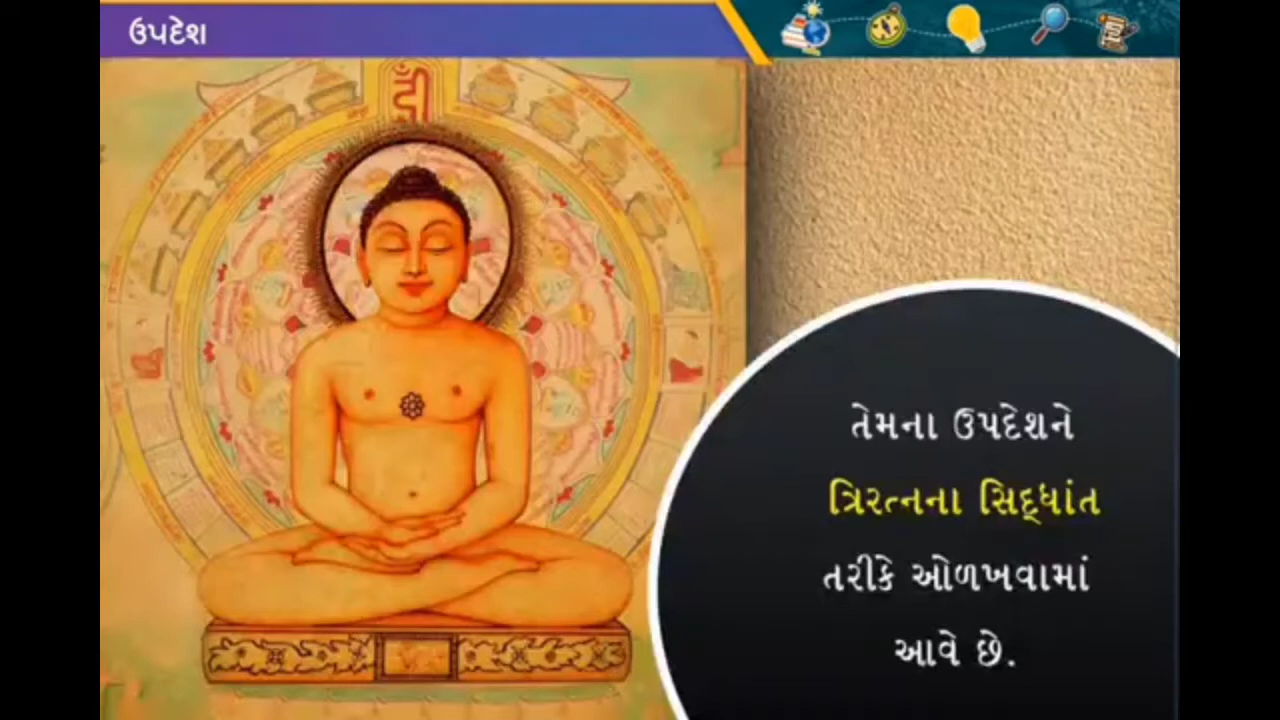 ઉપદેશ
તેમના ઉપદેશને
ત્રિરત્નના સિદ્ધાંત
તરીકે ઓળખવામાં
આવે છે.